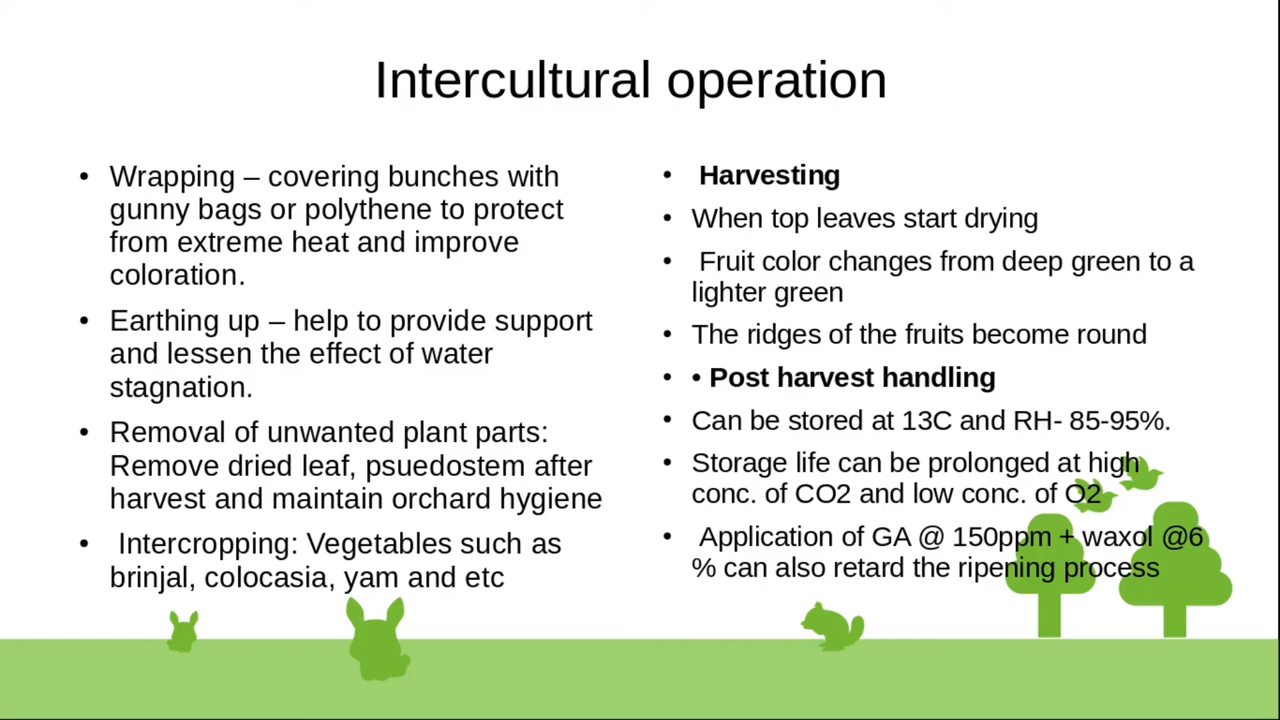 Intercultural operation
• Wrapping – covering bunches with
gunny bags or polythene to protect
from extreme heat and improve
coloration.
• Earthing up – help to provide support
and lessen the effect of water
stagnation.
• Removal of unwanted plant parts:
Remove dried leaf, psuedostem after
harvest and maintain orchard hygiene
• Intercropping: Vegetables such as
brinjal, colocasia, yam and etc
• Harvesting
• When top leaves start drying
• Fruit color changes from deep green to a
lighter green
• The ridges of the fruits become round
• • Post harvest handling
• Can be stored at 13C and RH- 85-95%.
• Storage life can be prolonged at high
conc. of CO2 and low conc. of O2
• Application of GA @ 150ppm + waxol @6
% can also retard the ripening process